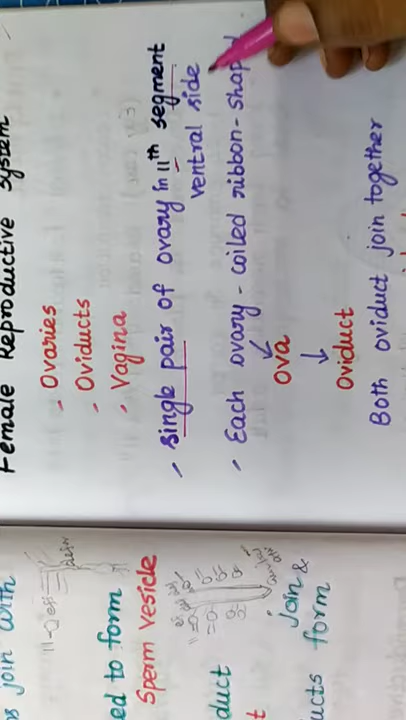 Female Reproductive system
- Ovaries
- Oviducts
- Vagina
- Single pair of ovary in 11th segment
ventral side
- Each ovary - coiled ribbon-shaped
↙
Ova
↓
Oviduct
Both oviduct join together
join with
ed to form
sperm vesicle
duct
join &
ucts form